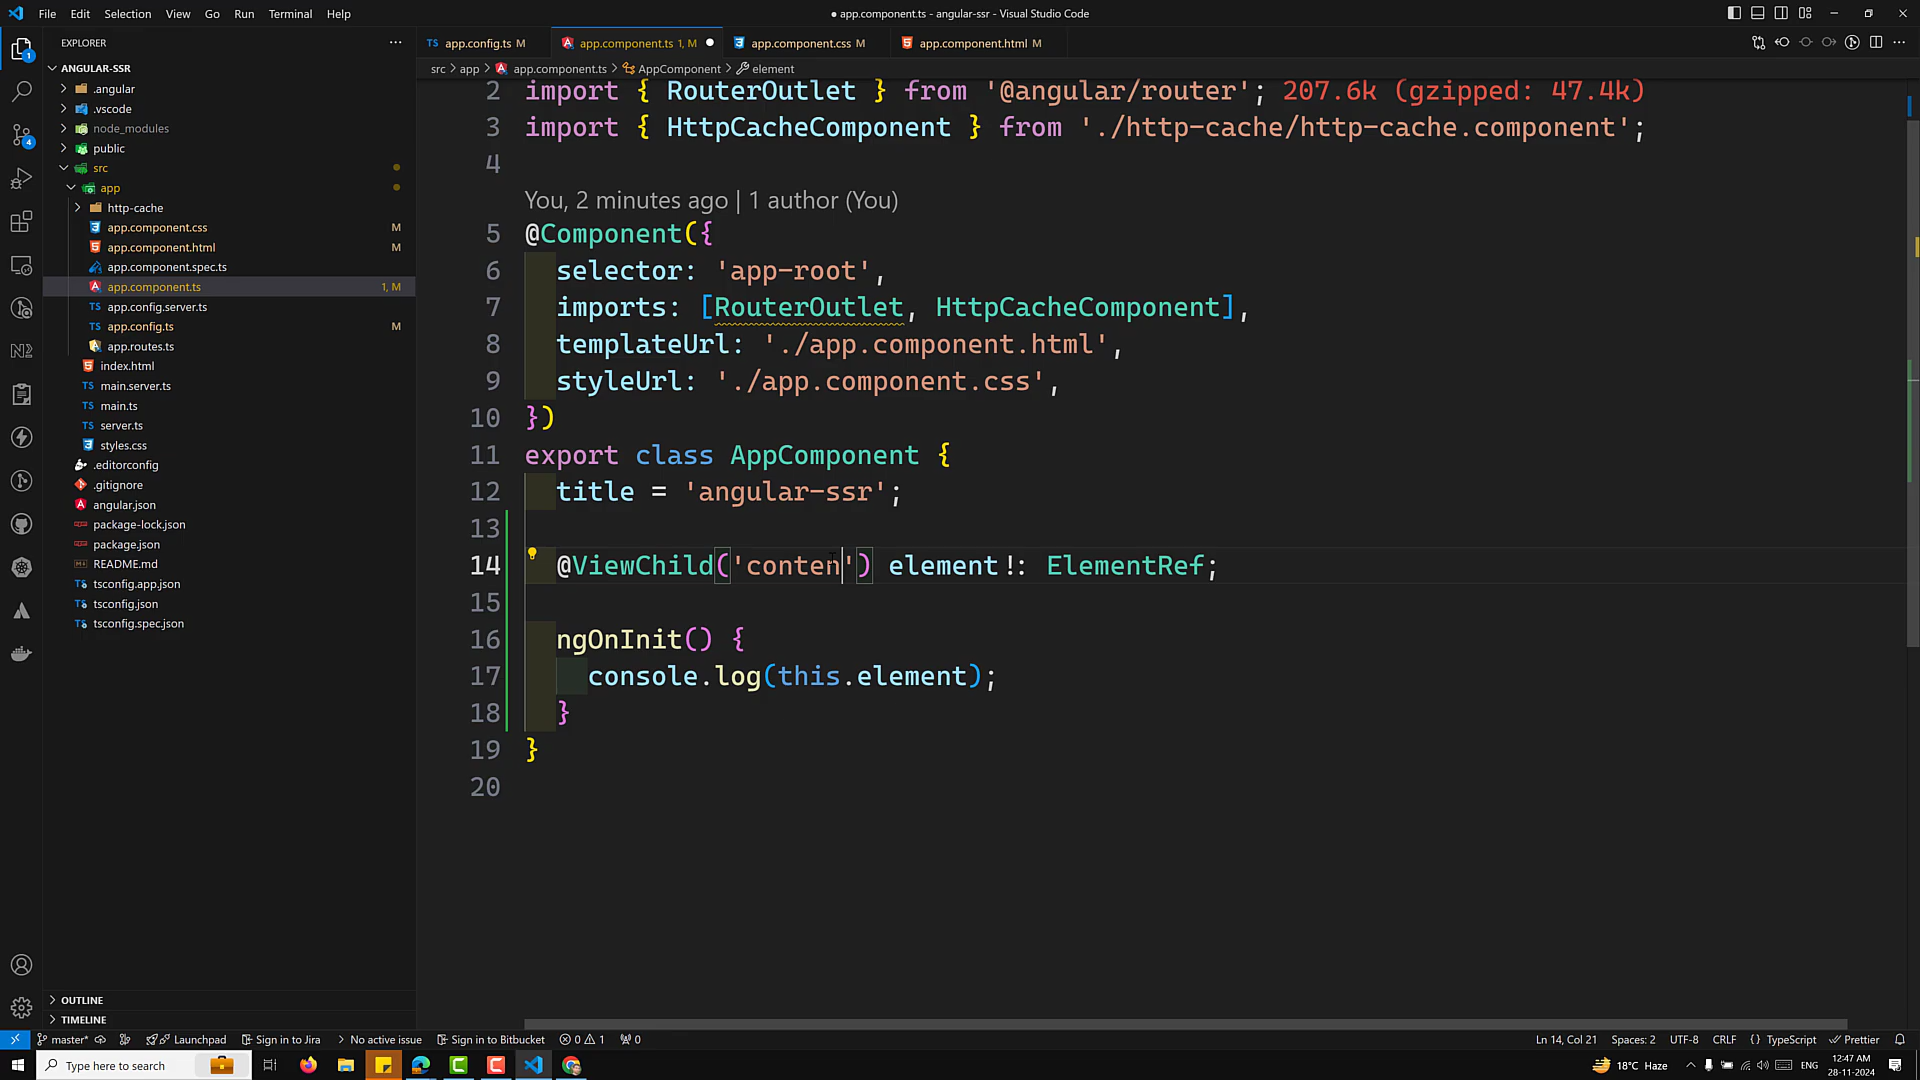 File Edit Selection View Go Run Terminal Help
● app.component.ts - angular-ssr - Visual Studio Code
EXPLORER
app.config.ts M
app.component.ts 1, M
app.component.css M
app.component.html M
src > app > app.component.ts > AppComponent > element
ANGULAR-SSR
.angular
.vscode
node_modules
public
src
app
http-cache
app.component.css M
app.component.html M
app.component.spec.ts
app.component.ts 1, M
app.config.server.ts
app.config.ts M
app.routes.ts
index.html
main.server.ts
main.ts
server.ts
styles.css
.editorconfig
.gitignore
angular.json
package-lock.json
package.json
README.md
tsconfig.app.json
tsconfig.json
tsconfig.spec.json
OUTLINE
TIMELINE
2 import { RouterOutlet } from '@angular/router'; 207.6k (gzipped: 47.4k)
3 import { HttpCacheComponent } from './http-cache/http-cache.component';
4
You, 2 minutes ago | 1 author (You)
5 @Component({
6 selector: 'app-root',
7 imports: [RouterOutlet, HttpCacheComponent],
8 templateUrl: './app.component.html',
9 styleUrl: './app.component.css',
10 })
11 export class AppComponent {
12 title = 'angular-ssr';
13
14 @ViewChild('conten') element!: ElementRef;
15
16 ngOnInit() {
17 console.log(this.element);
18 }
19 }
20
master* Launchpad Sign in to Jira No active issue Sign in to Bitbucket 0 1 0
Ln 14, Col 21 Spaces: 2 UTF-8 CRLF {} TypeScript Prettier
Type here to search
18°C Haze ENG 12:47 AM
28-11-2024